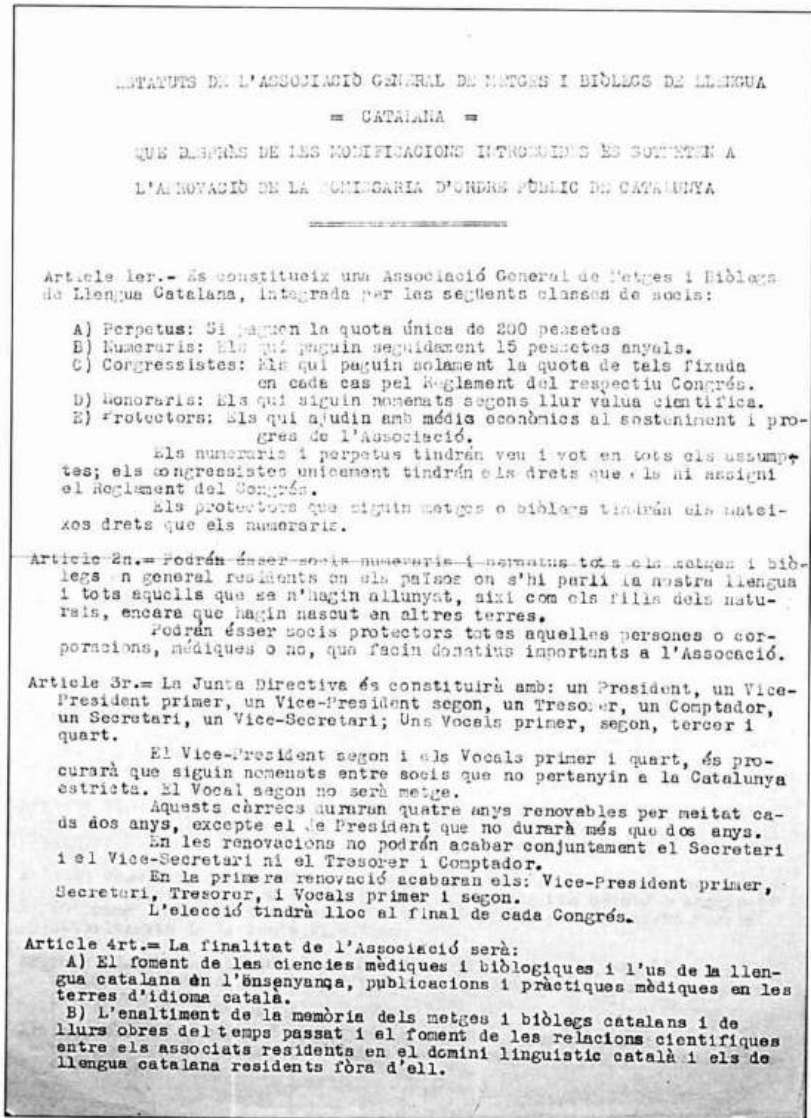 ESTATUTS DE L'ASSOCIACIÒ GENERAL DE METGES I BIÒLEGS DE LLENGUA
= CATALANA =
QUE DESPRÀS DE LES MODIFICACIONS INTRODUIDES ÈS SOTMETEN A
L'APROVACIÒ DE LA COMISSARIA D'ORDRE PÙBLIC DE CATALUNYA
Article 1er.- Es constitueix una Associació General de Metges i Biòlegs
de Llengua Catalana, integrada per les següents classes de socis:
A) Perpetus: Si paguen la quota única de 200 pessetes
B) Numeraris: Els qui paguin seguidament 15 pessetes anyals.
C) Corgressistes: Els qui paguin solament la quota de tals fixada
en cada cas pel Reglament del respectiu Congrés.
D) Honoraris: Els qui siguin nomenats segons llur vàlua cientifica.
E) Protectors: Els qui ajudin amb médis econòmics al sosteniment i pro-
gres de l'Associació.
Els numeraris i perpetus tindrán veu i vot en tots els assump-
tes; els congressistes unicament tindrán els drets que els hi assigni
el Reglament del Congrés.
Els protectors que siguin metges o biòlegs tindrán els matei-
xos drets que els numeraris.
Article 2n.= Podrán ésser socis numeraris i perpetus tots els metges i biò-
legs en general residents en els països on s'hi parli la nostra llengua
i tots aquells que se n'hagin allunyat, aixi com els fills dels natu-
rals, encara que hagin nascut en altres terres.
Podrán ésser socis protectors totes aquelles persones o cor-
poracions, médiques o no, que facin donatius importants a l'Assocació.
Article 3r.= La Junta Directiva és constituirà amb: un President, un Vice-
President primer, un Vice-President segon, un Tresorer, un Comptador,
un Secretari, un Vice-Secretari; Uns Vocals primer, segon, tercer i
quart.
El Vice-President segon i els Vocals primer i quart, és pro-
curarà que siguin nomenats entre socis que no pertanyin a la Catalunya
estricta. El Vocal segon no serà metge.
Aquests càrrecs duraran quatre anys renovables per meitat ca-
da dos anys, excepte el de President que no durarà més que dos anys.
En les renovacions no podrán acabar conjuntament el Secretari
i el Vice-Secretari ni el Tresorer i Comptador.
En la primera renovació acabaran els: Vice-President primer,
Secretari, Tresorer, i Vocals primer i segon.
L'elecció tindrà lloc al final de cada Congrés.
Article 4rt.= La finalitat de l'Associació serà:
A) El foment de las ciencies mèdiques i biològiques i l'us de la llen-
gua catalana èn l'ënsenyança, publicacions i pràctiques mèdiques en les
terres d'idioma català.
B) L'enaltiment de la memòria dels metges i biòlegs catalans i de
llurs obres del temps passat i el foment de les relacions cientifiques
entre els associats residents en el domini linguistic català i els de
llengua catalana residents fòra d'ell.